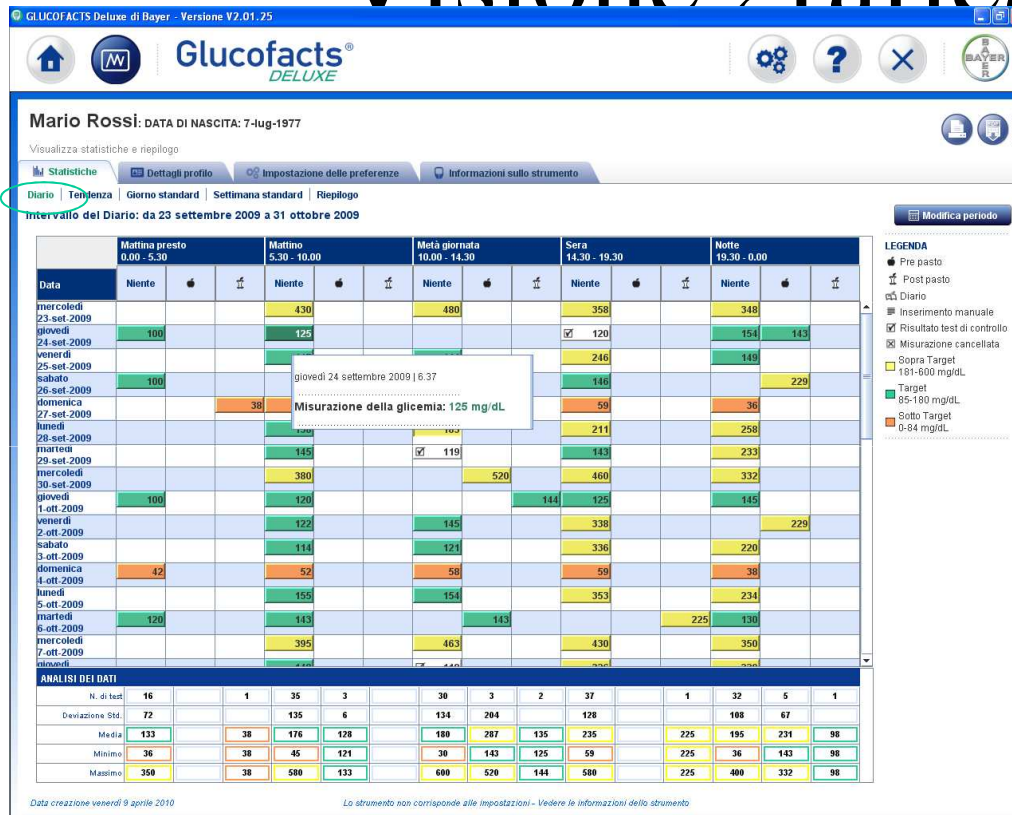 GLUCOFACTS Deluxe di Bayer - Versione V2.01.25
Glucofacts®
DELUXE
BAYER
BAYER
Mario Rossi: DATA DI NASCITA: 7-lug-1977
Visualizza statistiche e riepilogo
Statistiche Dettagli profilo Impostazione delle preferenze Informazioni sullo strumento
Diario | Tendenza | Giorno standard | Settimana standard | Riepilogo
Intervallo del Diario: da 23 settembre 2009 a 31 ottobre 2009
Modifica periodo
Mattina presto Mattino Metà giornata Sera Notte
0.00 - 5.30 5.30 - 10.00 10.00 - 14.30 14.30 - 19.30 19.30 - 0.00
Data Niente Niente Niente Niente Niente
mercoledì
23-set-2009 430 480 358 348
giovedì
24-set-2009 100 125 120 154 143
venerdì
25-set-2009 246 149
sabato
26-set-2009 100 146 229
domenica
27-set-2009 38 59 36
lunedì
28-set-2009 211 258
martedì
29-set-2009 145 119 143 233
mercoledì
30-set-2009 380 520 460 332
giovedì
1-ott-2009 100 120 144 125 145
venerdì
2-ott-2009 122 145 338 229
sabato
3-ott-2009 114 121 336 220
domenica
4-ott-2009 42 52 58 59 38
lunedì
5-ott-2009 155 154 353 234
martedì
6-ott-2009 120 143 143 225 130
mercoledì
7-ott-2009 395 463 430 350
giovedì
giovedì 24 settembre 2009 | 6.37
Misurazione della glicemia: 125 mg/dL
LEGENDA
Pre pasto
Post pasto
Diario
Inserimento manuale
Risultato test di controllo
Misurazione cancellata
Sopra Target
181-600 mg/dL
Target
85-180 mg/dL
Sotto Target
0-84 mg/dL
ANALISI DEI DATI
N. di test 16 1 35 3 30 3 2 37 1 32 5 1
Deviazione Std. 72 135 6 134 204 128 108 67
Media 133 38 176 128 180 287 135 235 225 195 231 98
Minimo 36 38 45 121 30 143 125 59 225 36 143 98
Massimo 350 38 580 133 600 520 144 580 225 400 332 98
Data creazione venerdì 9 aprile 2010
Lo strumento non corrisponde alle impostazioni - Vedere le informazioni dello strumento